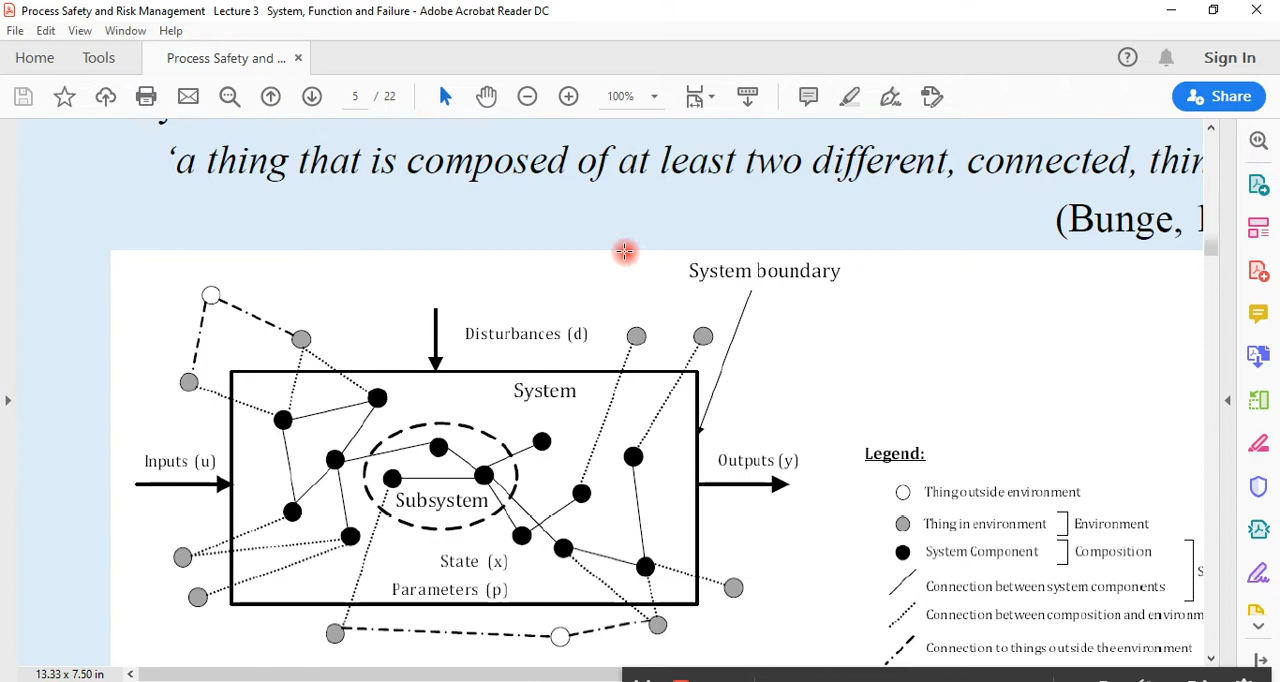 Process Safety and Risk Management Lecture 3 System, Function and Failure - Adobe Acrobat Reader DC
File Edit View Window Help
Home Tools Process Safety and ... × Sign In
5 / 22 100% Share
‘a thing that is composed of at least two different, connected, thin
(Bunge, 1
System boundary
Disturbances (d)
System
Inputs (u)
Outputs (y)
Subsystem
State (x)
Parameters (p)
Legend:
Thing outside environment
Thing in environment Environment
System Component Composition
S
Connection between system components
Connection between composition and environm
Connection to things outside the environment
13.33 x 7.50 in